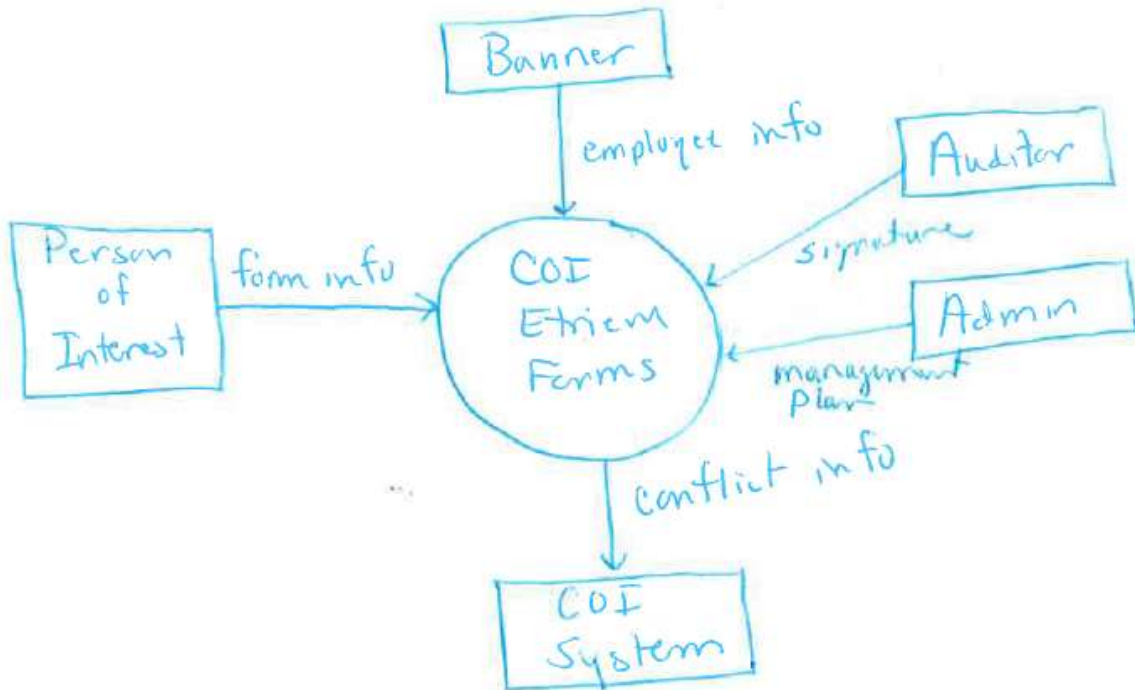 Banner
employee info
Auditor
signature
Person
of
Interest
form info
COI
Etriem
Forms
Admin
management
Plan
conflict info
COI
System